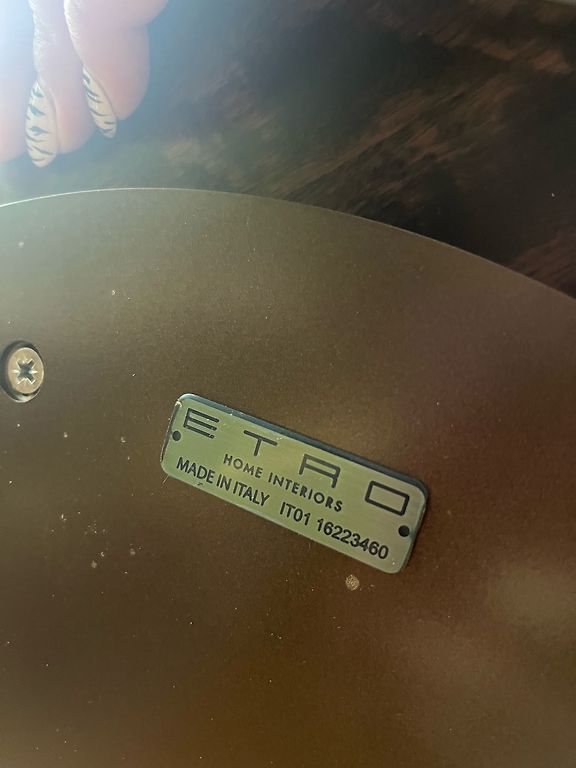 ETRO
HOME INTERIORS
MADE IN ITALY IT01 16223460